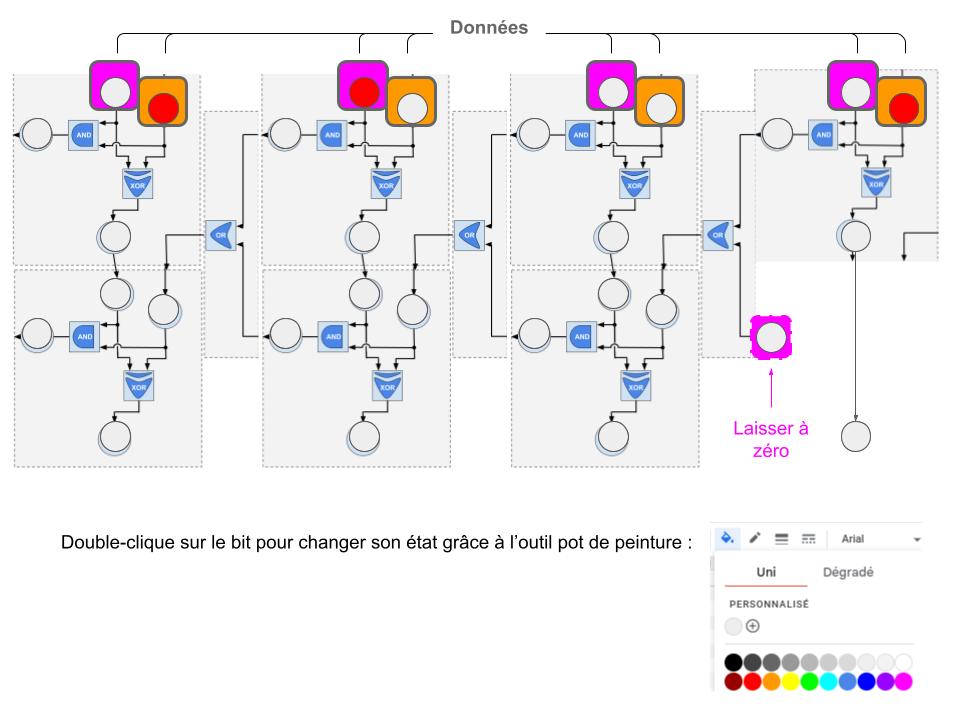 Données
AND
AND
AND
AND
XOR
XOR
XOR
XOR
OR
OR
OR
AND
AND
AND
XOR
XOR
XOR
Laisser à
zéro
Double-clique sur le bit pour changer son état grâce à l’outil pot de peinture :
Arial
Uni
Dégradé
PERSONNALISÉ